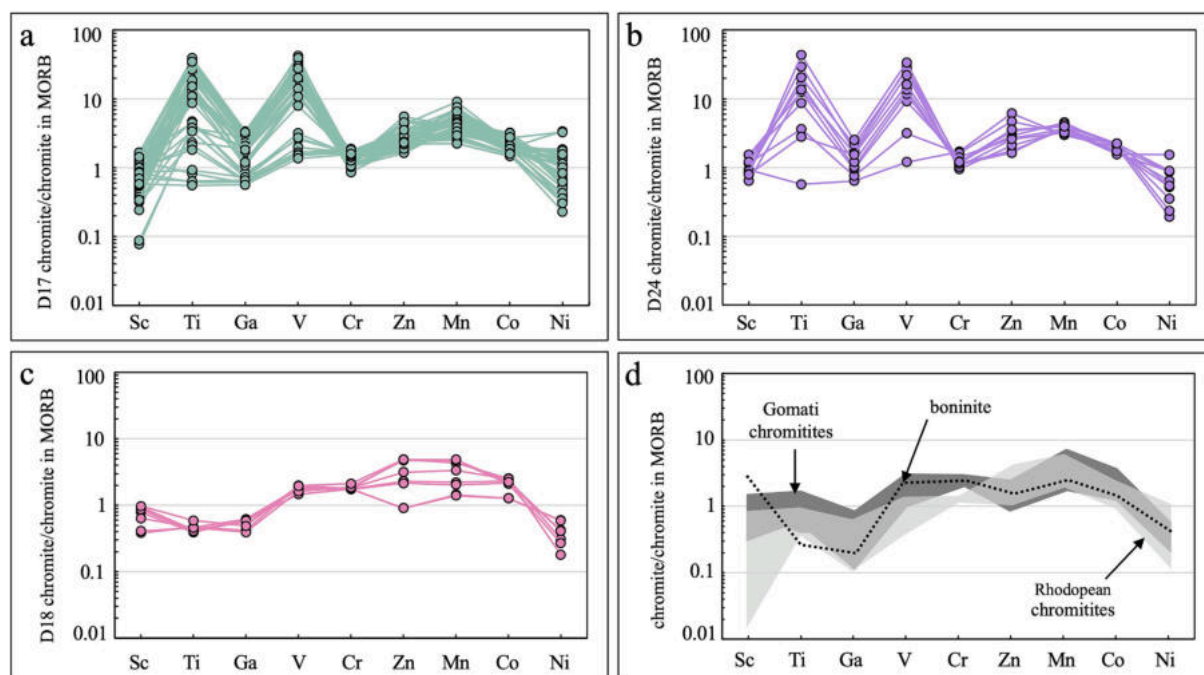 a
D17 chromite/chromite in MORB
100
10
1
0.1
0.01
Sc Ti Ga V Cr Zn Mn Co Ni
b
D24 chromite/chromite in MORB
100
10
1
0.1
0.01
Sc Ti Ga V Cr Zn Mn Co Ni
c
D18 chromite/chromite in MORB
100
10
1
0.1
0.01
Sc Ti Ga V Cr Zn Mn Co Ni
d
chromite/chromite in MORB
100
10
1
0.1
0.01
Gomati
chromitites
boninite
Rhodopean
chromitites
Sc Ti Ga V Cr Zn Mn Co Ni